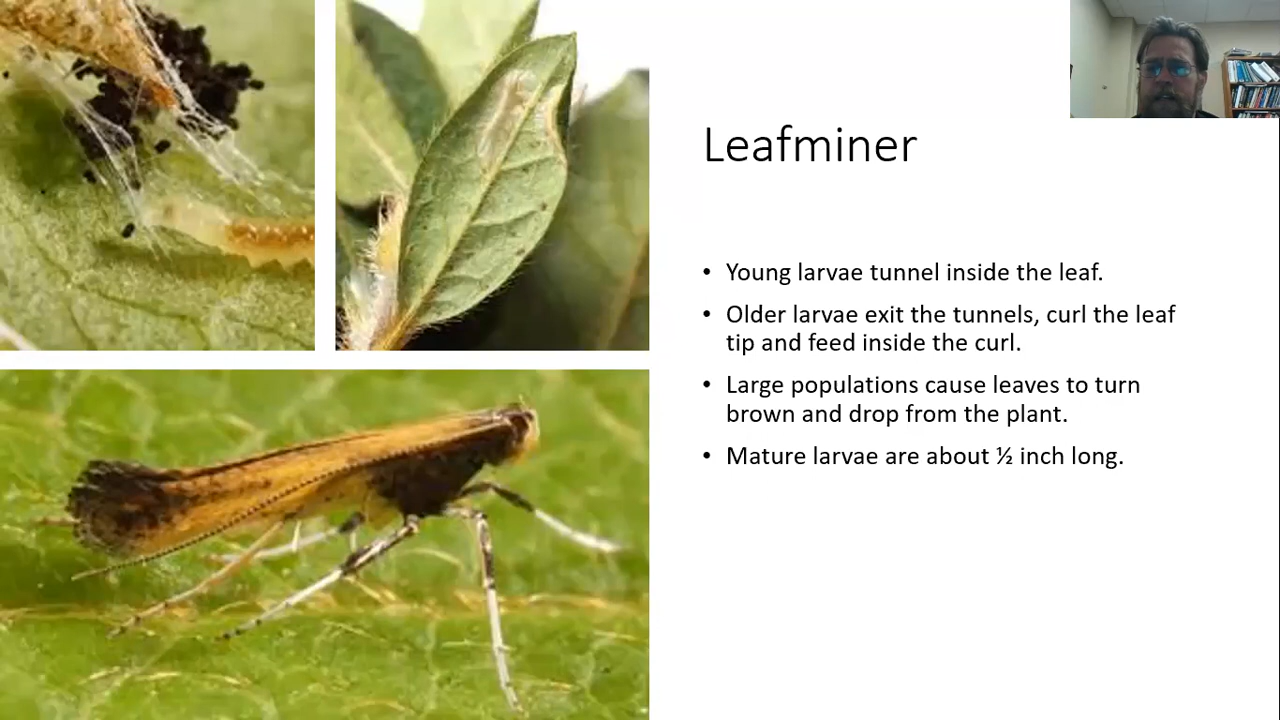 Leafminer
• Young larvae tunnel inside the leaf.
• Older larvae exit the tunnels, curl the leaf
tip and feed inside the curl.
• Large populations cause leaves to turn
brown and drop from the plant.
• Mature larvae are about ½ inch long.